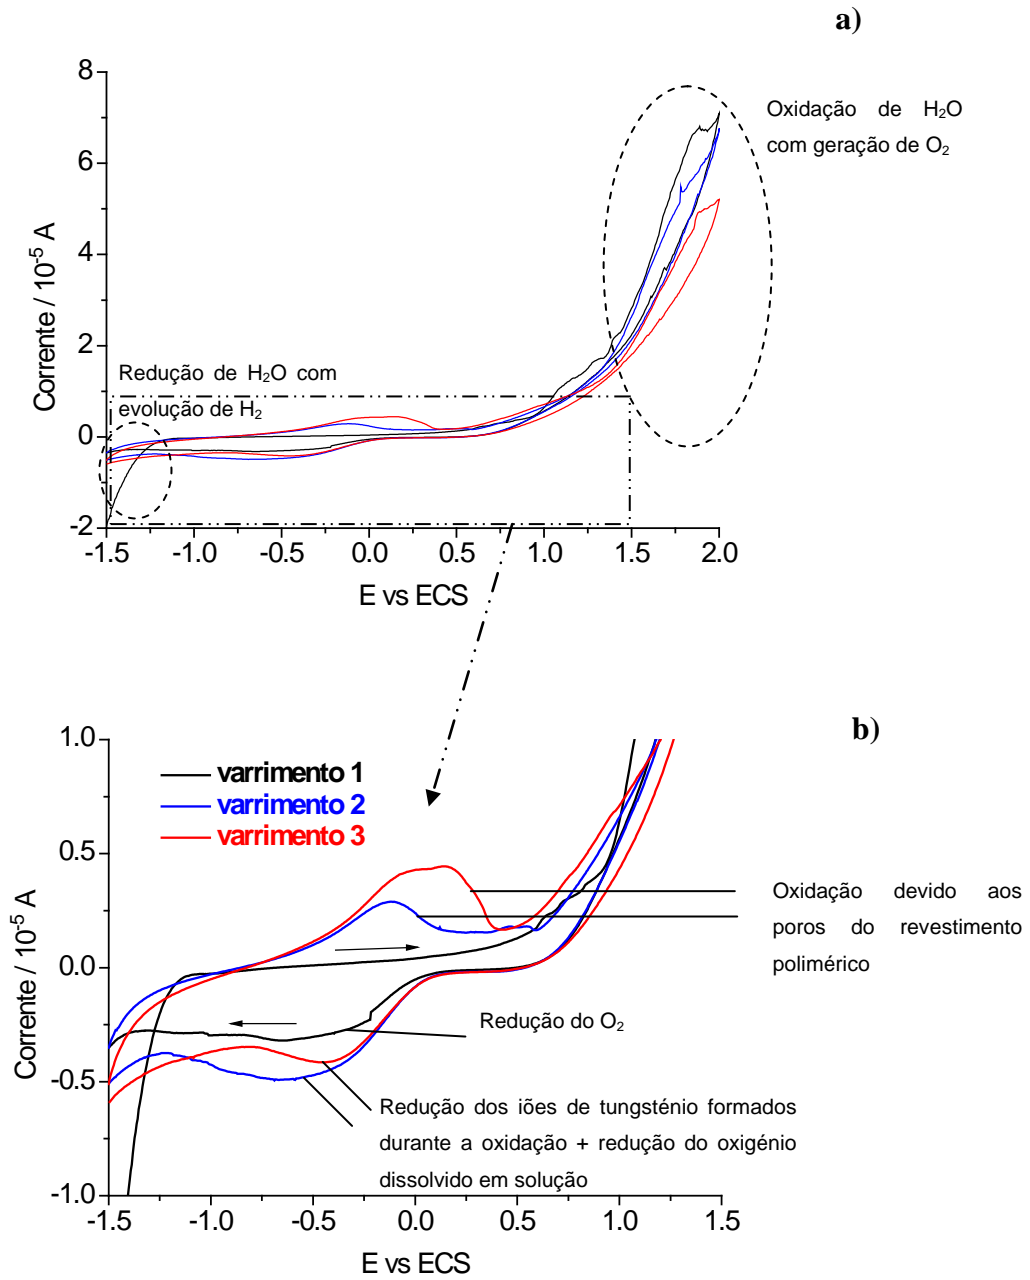 a)
8
6
4
2
0
-2
Corrente / 10⁻⁵ A
Oxidação de H₂O
com geração de O₂
Redução de H₂O com
evolução de H₂
-1.5 -1.0 -0.5 0.0 0.5 1.0 1.5 2.0
E vs ECS
b)
1.0
0.5
0.0
-0.5
-1.0
Corrente / 10⁻⁵ A
varrimento 1
varrimento 2
varrimento 3
Oxidação devido aos
poros do revestimento
polimérico
Redução do O₂
Redução dos iões de tungsténio formados
durante a oxidação + redução do oxigénio
dissolvido em solução
-1.5 -1.0 -0.5 0.0 0.5 1.0 1.5
E vs ECS